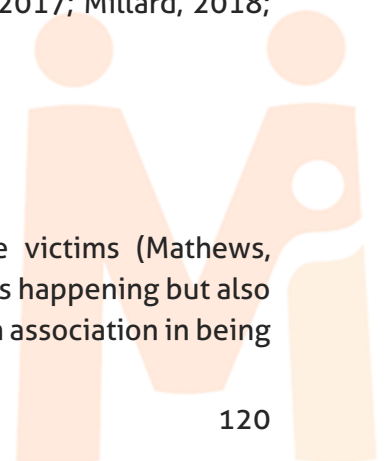 2017; Millard, 2018;
victims (Mathews,
s happening but also
association in being
120